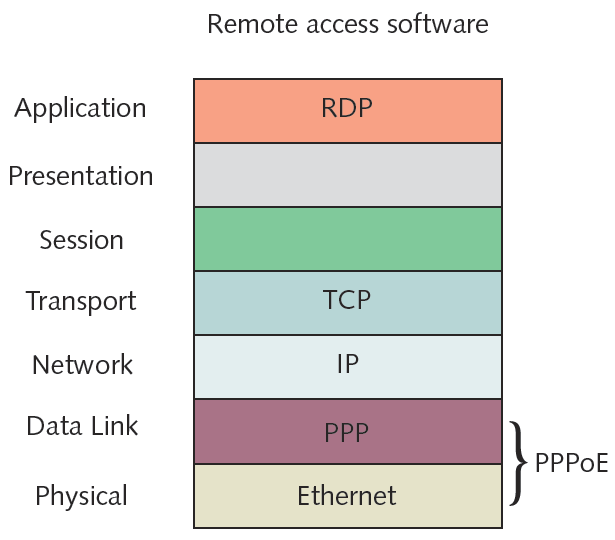 Remote access software
Application RDP
Presentation
Session
Transport TCP
Network IP
Data Link PPP
PPPoE
Physical Ethernet